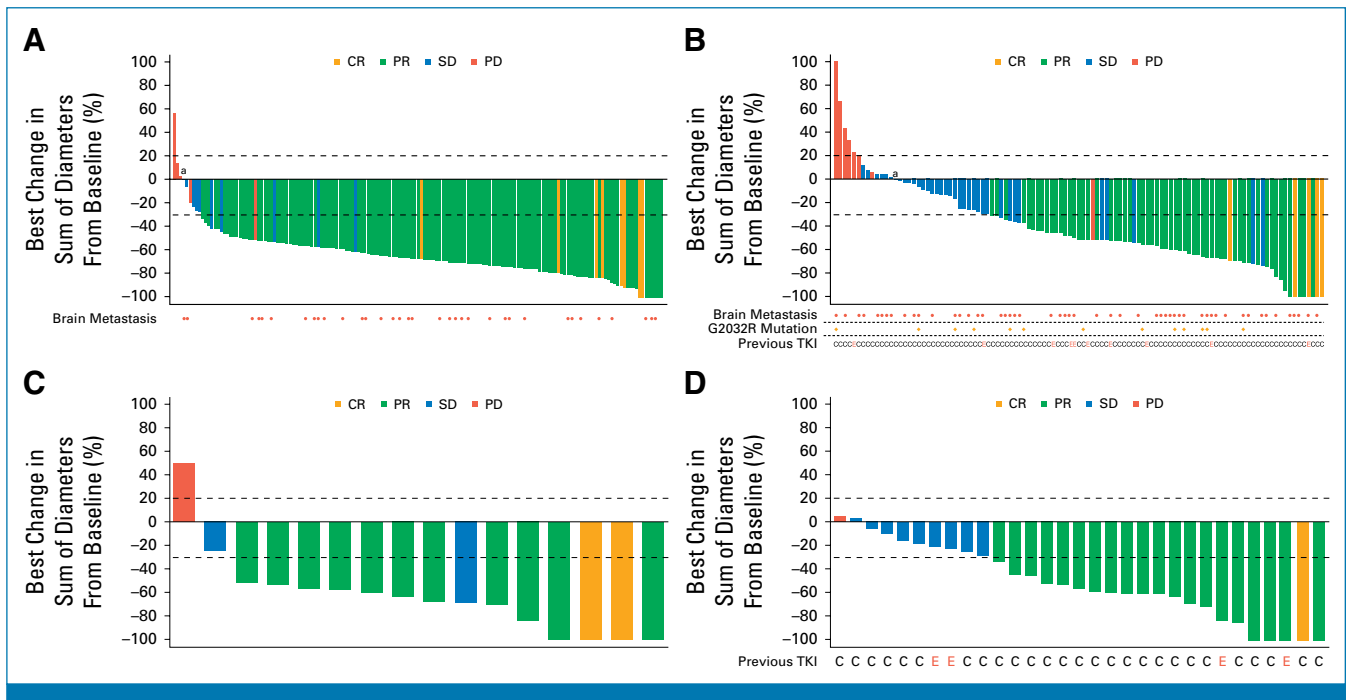 A
CR PR SD PD
Best Change in
Sum of Diameters
From Baseline (%)
100
80
60
40
20
0
−20
−40
−60
−80
−100
a
Brain Metastasis
B
CR PR SD PD
Best Change in
Sum of Diameters
From Baseline (%)
100
80
60
40
20
0
−20
−40
−60
−80
−100
a
Brain Metastasis
G2032R Mutation
Previous TKI
C
CR PR SD PD
Best Change in
Sum of Diameters
From Baseline (%)
100
80
60
40
20
0
−20
−40
−60
−80
−100
D
CR PR SD PD
Best Change in
Sum of Diameters
From Baseline (%)
100
80
60
40
20
0
−20
−40
−60
−80
−100
Previous TKI C C C C C C E E C C C C C C C C C C C C C C C C E C C C E C C